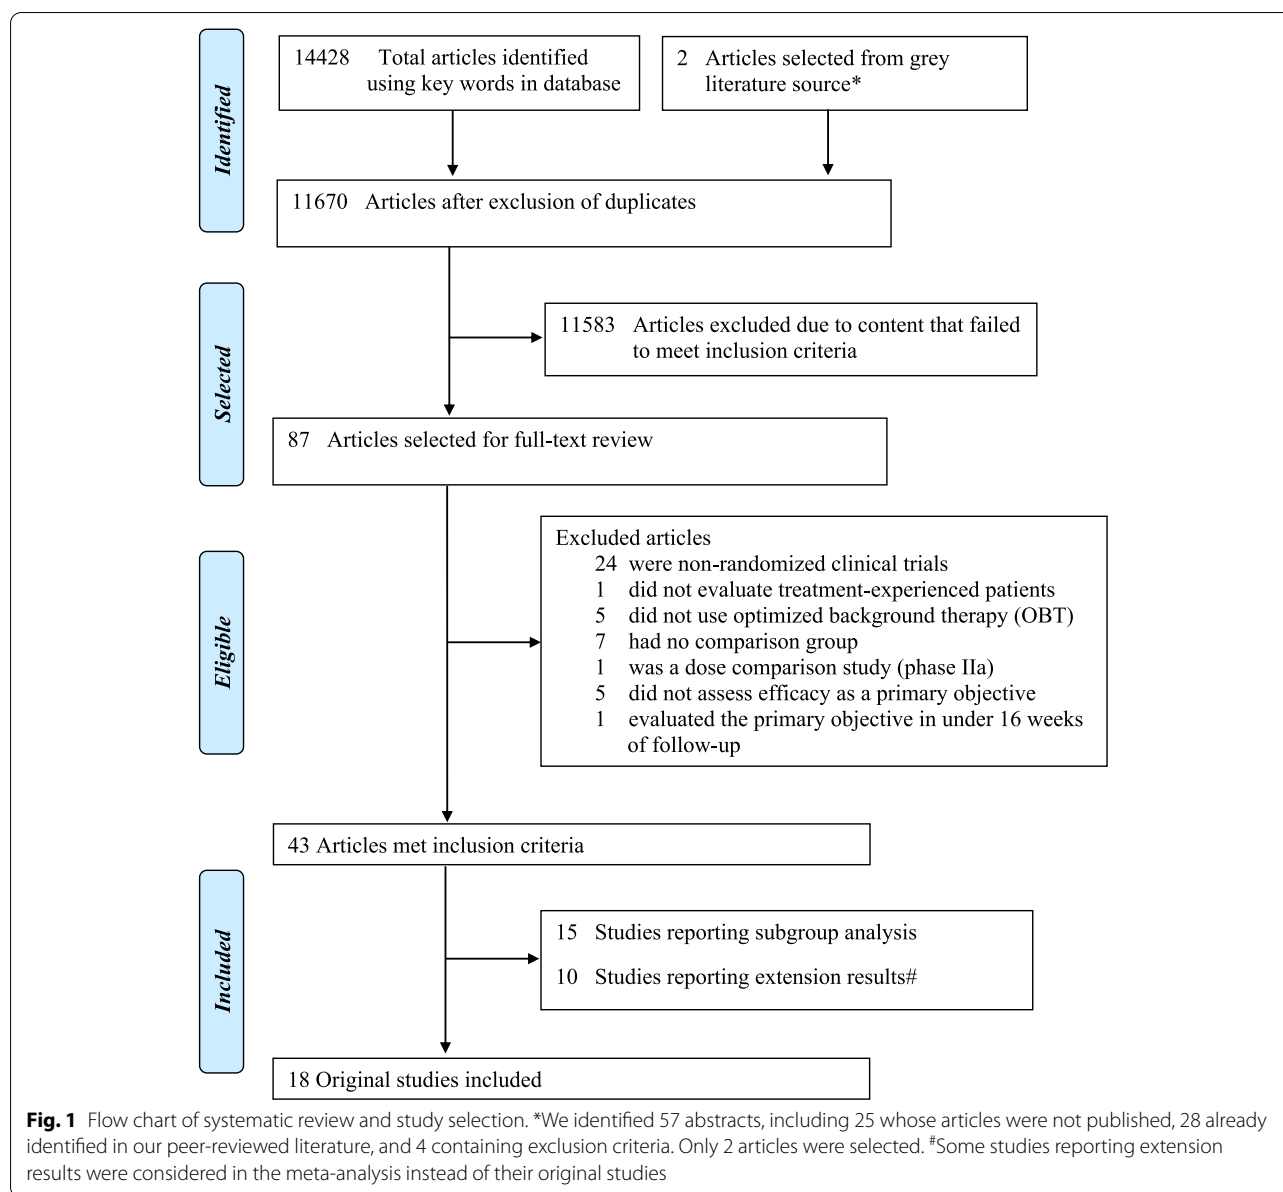 Identified
14428 Total articles identified
using key words in database
2 Articles selected from grey
literature source*
11670 Articles after exclusion of duplicates
Selected
11583 Articles excluded due to content that failed
to meet inclusion criteria
87 Articles selected for full-text review
Eligible
Excluded articles
24 were non-randomized clinical trials
1 did not evaluate treatment-experienced patients
5 did not use optimized background therapy (OBT)
7 had no comparison group
1 was a dose comparison study (phase IIa)
5 did not assess efficacy as a primary objective
1 evaluated the primary objective in under 16 weeks
of follow-up
43 Articles met inclusion criteria
Included
15 Studies reporting subgroup analysis
10 Studies reporting extension results#
18 Original studies included
Fig. 1 Flow chart of systematic review and study selection. *We identified 57 abstracts, including 25 whose articles were not published, 28 already
identified in our peer-reviewed literature, and 4 containing exclusion criteria. Only 2 articles were selected. #Some studies reporting extension
results were considered in the meta-analysis instead of their original studies